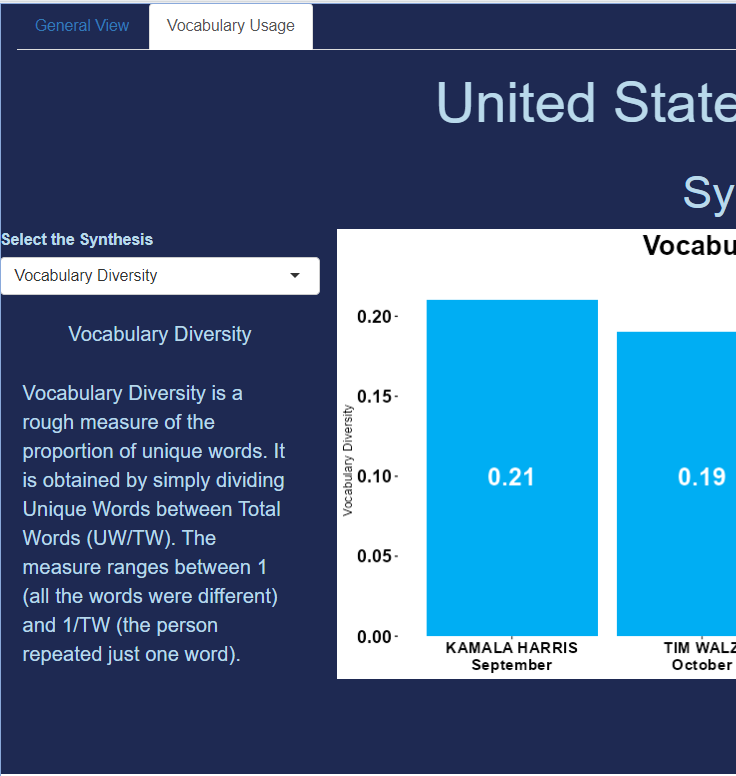 General View
Vocabulary Usage
United State
Sy
Select the Synthesis
Vocabulary Diversity
Vocabulary Diversity
Vocabulary Diversity is a
rough measure of the
proportion of unique words. It
is obtained by simply dividing
Unique Words between Total
Words (UW/TW). The
measure ranges between 1
(all the words were different)
and 1/TW (the person
repeated just one word).
Vocabu
Vocabulary Diversity
0.20
0.15
0.10
0.05
0.00
0.21
0.19
KAMALA HARRIS
September
TIM WALZ
October